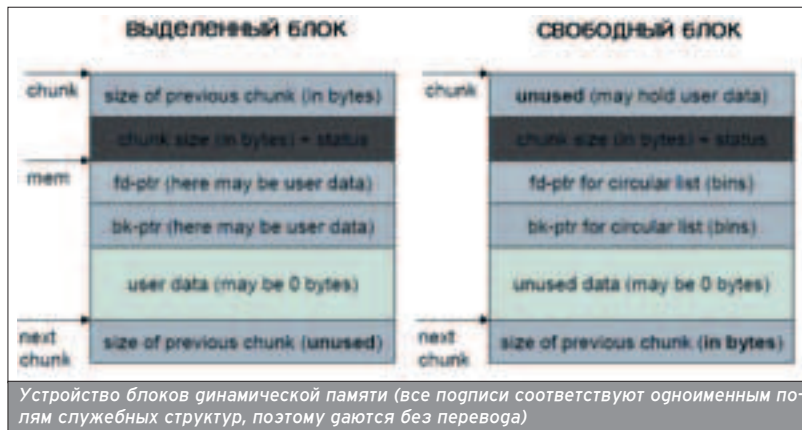 ВЫДЕЛЕННЫЙ БЛОК
chunk
size of previous chunk (in bytes)
chunk size (in bytes) + status
mem
fd-ptr (here may be user data)
bk-ptr (here may be user data)
user data (may be 0 bytes)
next
chunk
size of previous chunk (unused)
СВОБОДНЫЙ БЛОК
chunk
unused (may hold user data)
chunk size (in bytes) + status
fd-ptr for circular list (bins)
bk-ptr for circular list (bins)
unused data (may be 0 bytes)
next
chunk
size of previous chunk (in bytes)
Устройство блоков динамической памяти (все подписи соответствуют одноименным по-
лям служебных структур, поэтому даются без перевода)